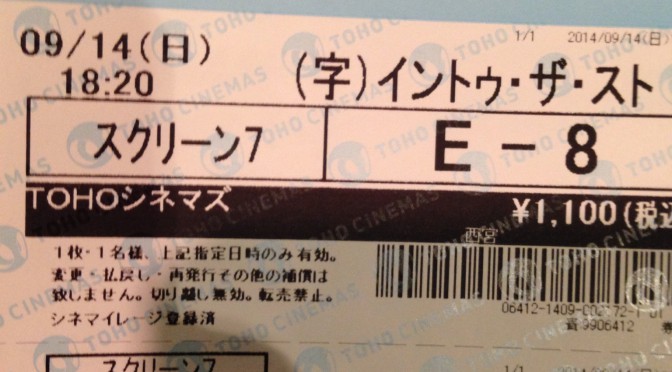 1/1 2014/09/14(日)
09/14(日)
18:20
(字)イントゥ・ザ・スト
スクリーン7
E-8
TOHOシネマズ
¥1,100(税込
西宮
1枚・1名様、上記指定日時のみ有効。
変更・払戻し・再発行その他の補償は
致しません。切り離し無効。転売禁止。
シネマイレージ登録済
スクリーン7
1/1
TOHO CINEMAS